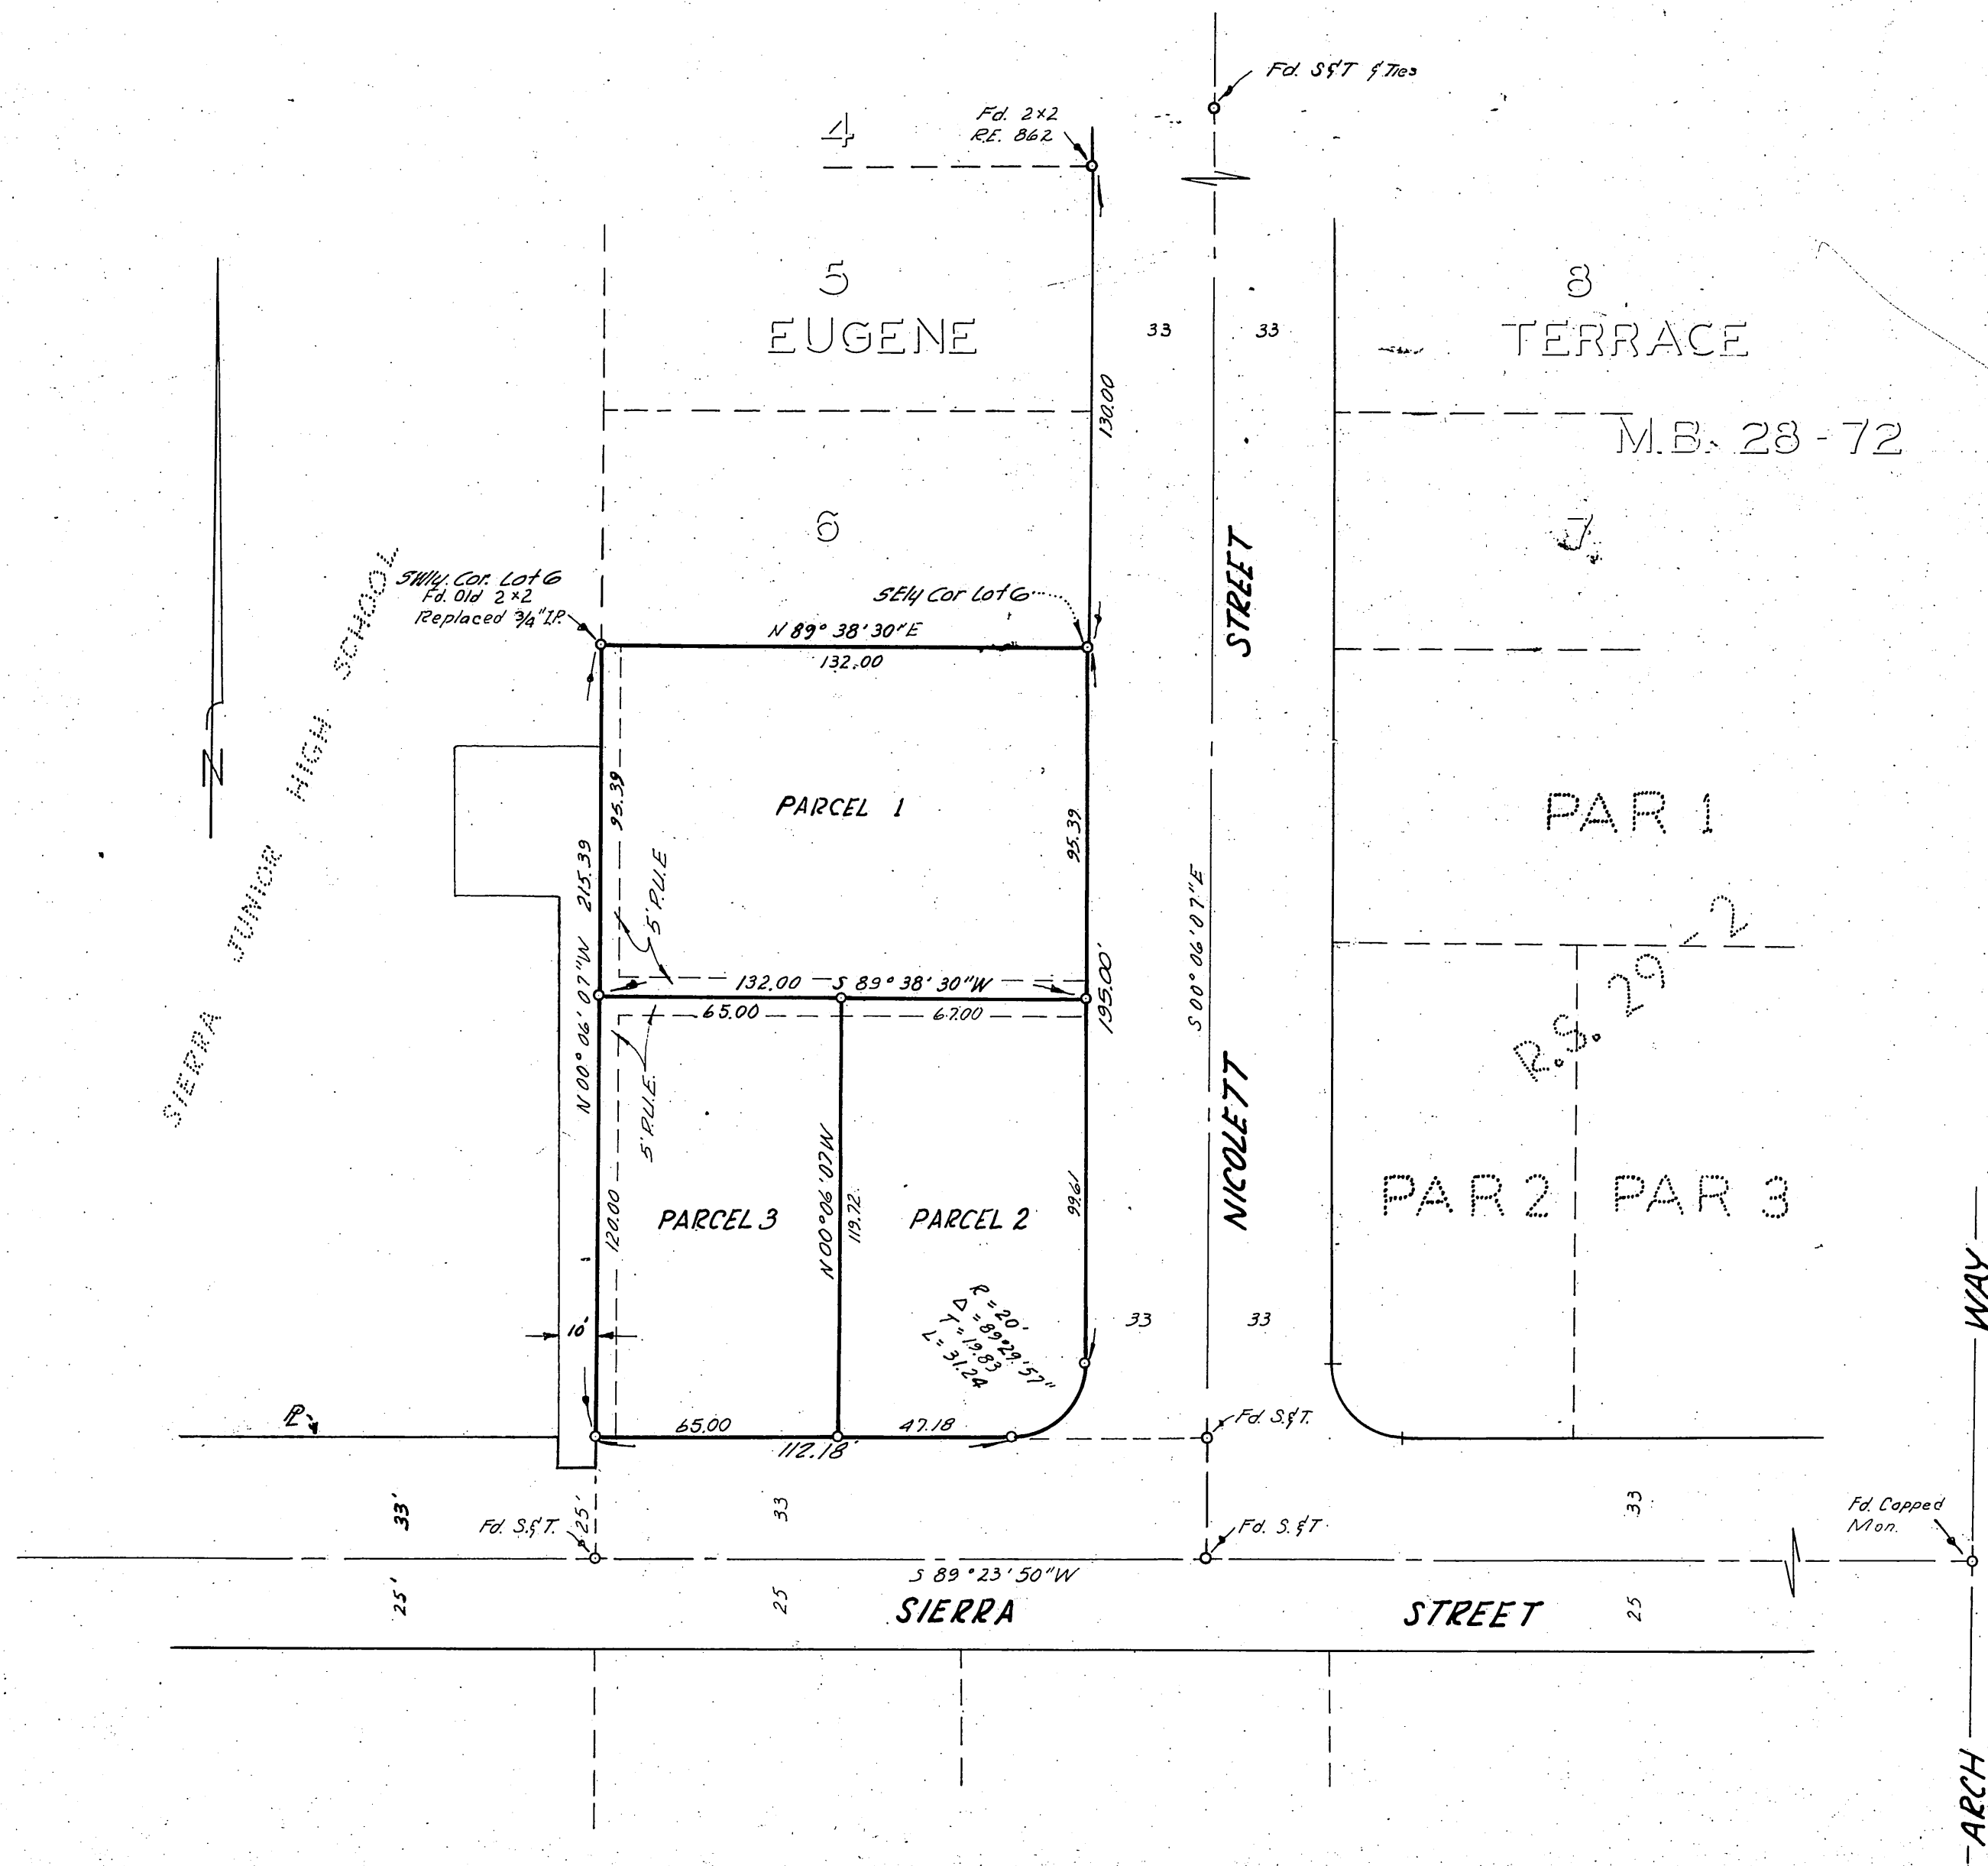 Fd. S&T & Ties
4
Fd. 2x2
R.E. 862
5
EUGENE
33
33
8
TERRACE
130.00
M.B. 28-72
6
7
SWly. Cor. Lot 6
Fd. Old 2x2
Replaced 3/4" I.P.
SEly Cor Lot 6
N 89° 38' 30" E
132.00
STREET
SIERRA JUNIOR HIGH SCHOOL
N
95.39
PARCEL 1
95.39
PAR 1
N 00° 06' 07" W 215.39
5' P.U.E
S 00° 06' 07" E
132.00 S 89° 38' 30" W
195.00'
65.00
67.00
R.S. 29-22
5' P.U.E.
NICOLETT
120.00
PARCEL 3
N 00° 06' 07 W
119.72
PARCEL 2
99.61
PAR 2
PAR 3
R = 20'
Δ = 89°29'57"
T = 19.83
L = 31.24
33
33
10'
WAY
PL
65.00
47.18
112.18'
Fd. S.&T.
33'
Fd. S.&T.
25'
33
Fd. S.&T.
33
Fd. Capped
Mon.
S 89° 23' 50" W
25'
25
SIERRA
STREET
25
ARCH